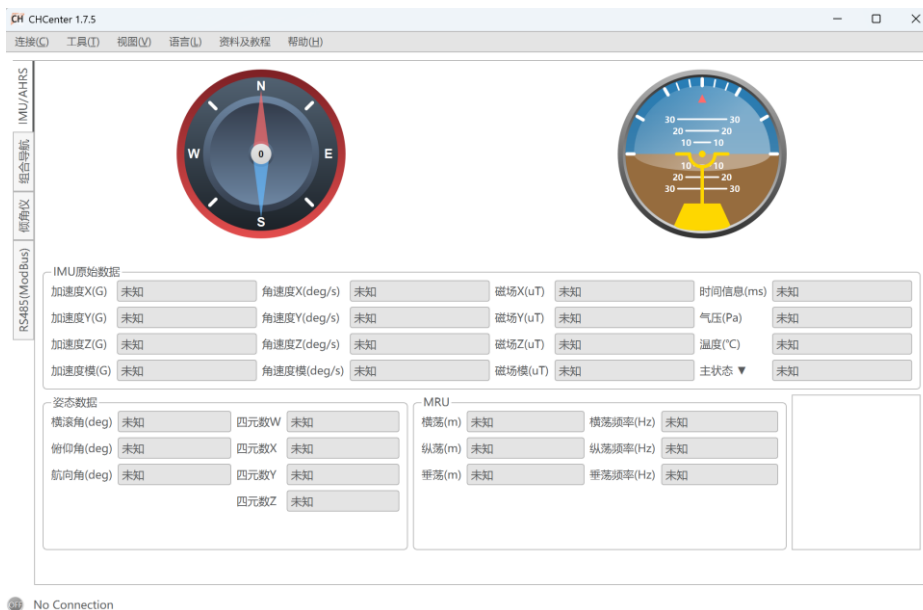 CH CHCenter 1.7.5
连接(C) 工具(T) 视图(V) 语言(L) 资料及教程 帮助(H)
IMU/AHRS
组合导航
倾角仪
RS485(ModBus)
N
W 0 E
S
30 30
20 20
10 10
10 10
20 20
30 30
IMU原始数据
加速度X(G) 未知 角速度X(deg/s) 未知 磁场X(uT) 未知 时间信息(ms) 未知
加速度Y(G) 未知 角速度Y(deg/s) 未知 磁场Y(uT) 未知 气压(Pa) 未知
加速度Z(G) 未知 角速度Z(deg/s) 未知 磁场Z(uT) 未知 温度(℃) 未知
加速度模(G) 未知 角速度模(deg/s) 未知 磁场模(uT) 未知 主状态 ▼ 未知
姿态数据 MRU
横滚角(deg) 未知 四元数W 未知 横荡(m) 未知 横荡频率(Hz) 未知
俯仰角(deg) 未知 四元数X 未知 纵荡(m) 未知 纵荡频率(Hz) 未知
航向角(deg) 未知 四元数Y 未知 垂荡(m) 未知 垂荡频率(Hz) 未知
四元数Z 未知
OFF No Connection